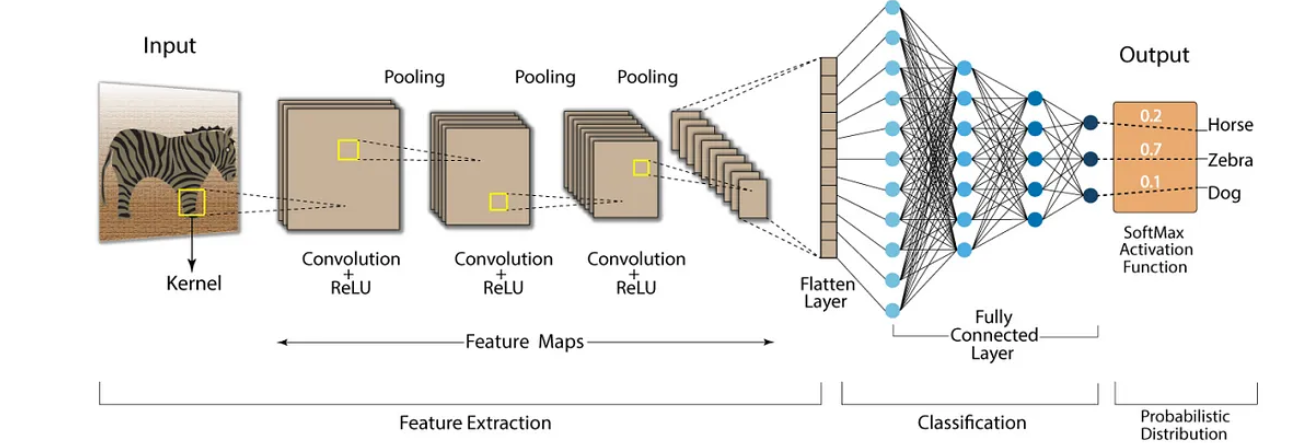 Input
Pooling
Pooling
Pooling
Output
Kernel
Convolution
+
ReLU
Convolution
+
ReLU
Convolution
+
ReLU
Flatten
Layer
0.2
0.7
0.1
Horse
Zebra
Dog
SoftMax
Activation
Function
Fully
Connected
Layer
Feature Maps
Feature Extraction
Classification
Probabilistic
Distribution